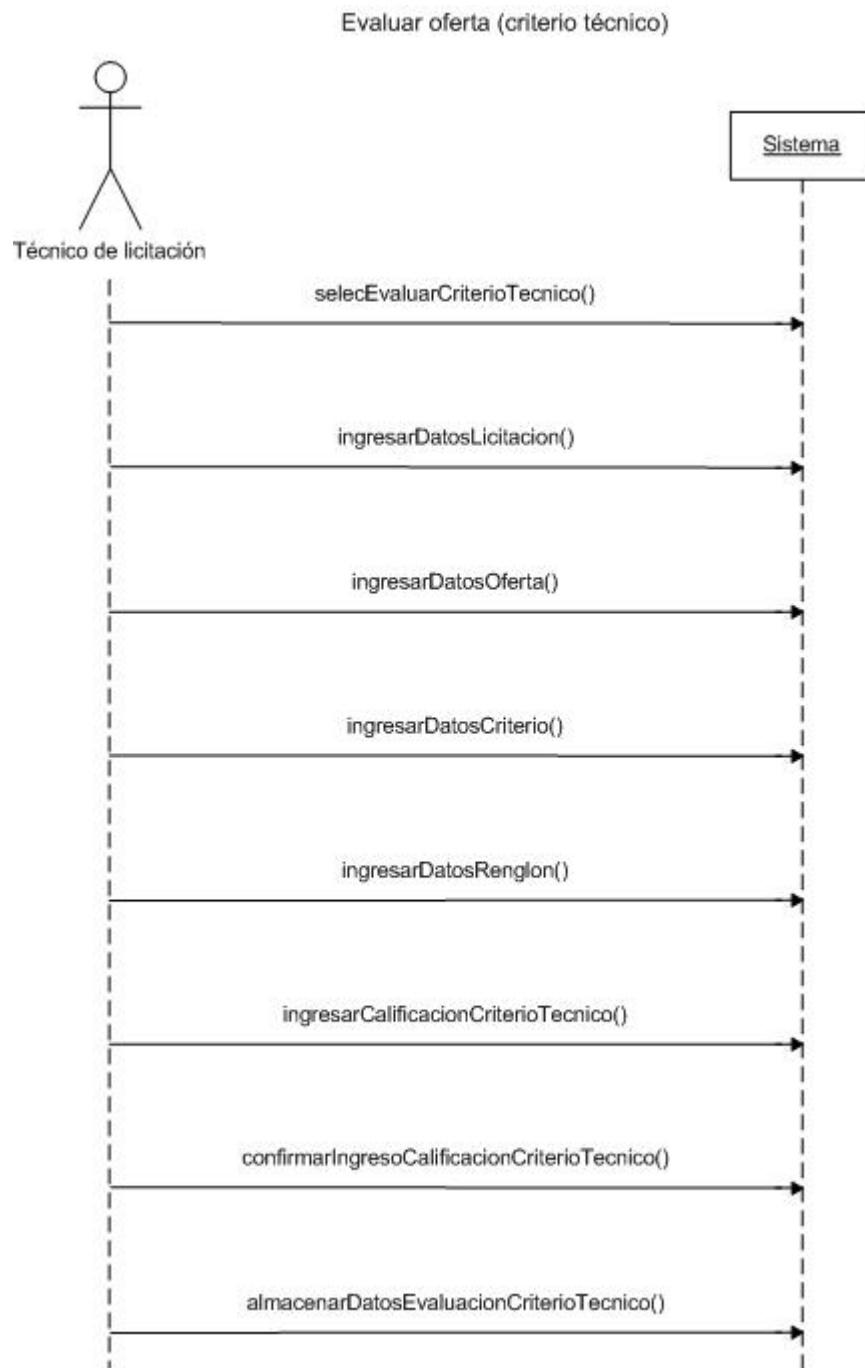 Evaluar oferta (criterio técnico)
Sistema
Técnico de licitación
selecEvaluarCriterioTecnico()
ingresarDatosLicitacion()
ingresarDatosOferta()
ingresarDatosCriterio()
ingresarDatosRenglon()
ingresarCalificacionCriterioTecnico()
confirmarIngresoCalificacionCriterioTecnico()
almacenarDatosEvaluacionCriterioTecnico()